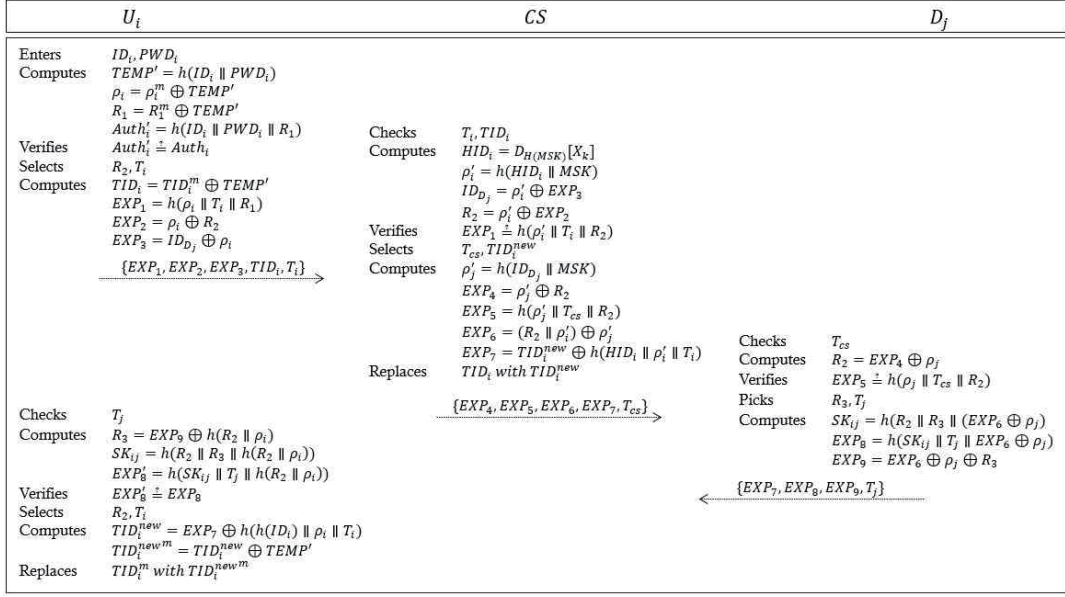 U_i CS D_j
Enters ID_i, PWD_i
Computes TEMP′ = h(ID_i ∥ PWD_i)
ρ_i = ρ_i^m ⊕ TEMP′
R_1 = R_1^m ⊕ TEMP′
Auth_i′ = h(ID_i ∥ PWD_i ∥ R_1)
Verifies Auth_i′ ≟ Auth_i
Selects R_2, T_i
Computes TID_i = TID_i^m ⊕ TEMP′
EXP_1 = h(ρ_i ∥ T_i ∥ R_1)
EXP_2 = ρ_i ⊕ R_2
EXP_3 = ID_{D_j} ⊕ ρ_i
{EXP_1, EXP_2, EXP_3, TID_i, T_i}
Checks T_i, TID_i
Computes HID_i = D_{H(MSK)}[X_k]
ρ_i′ = h(HID_i ∥ MSK)
ID_{D_j} = ρ_i′ ⊕ EXP_3
R_2 = ρ_i′ ⊕ EXP_2
Verifies EXP_1 ≟ h(ρ_i′ ∥ T_i ∥ R_2)
Selects T_cs, TID_i^new
Computes ρ_j′ = h(ID_{D_j} ∥ MSK)
EXP_4 = ρ_j′ ⊕ R_2
EXP_5 = h(ρ_j′ ∥ T_cs ∥ R_2)
EXP_6 = (R_2 ∥ ρ_i′) ⊕ ρ_j′
EXP_7 = TID_i^new ⊕ h(HID_i ∥ ρ_i′ ∥ T_i)
Replaces TID_i with TID_i^new
{EXP_4, EXP_5, EXP_6, EXP_7, T_cs}
Checks T_cs
Computes R_2 = EXP_4 ⊕ ρ_j
Verifies EXP_5 ≟ h(ρ_j ∥ T_cs ∥ R_2)
Picks R_3, T_j
Computes SK_ij = h(R_2 ∥ R_3 ∥ (EXP_6 ⊕ ρ_j)
EXP_8 = h(SK_ij ∥ T_j ∥ EXP_6 ⊕ ρ_j)
EXP_9 = EXP_6 ⊕ ρ_j ⊕ R_3
{EXP_7, EXP_8, EXP_9, T_j}
Checks T_j
Computes R_3 = EXP_9 ⊕ h(R_2 ∥ ρ_i)
SK_ij = h(R_2 ∥ R_3 ∥ h(R_2 ∥ ρ_i))
EXP_8′ = h(SK_ij ∥ T_j ∥ h(R_2 ∥ ρ_i))
Verifies EXP_8′ ≟ EXP_8
Selects R_2, T_i
Computes TID_i^new = EXP_7 ⊕ h(h(ID_i) ∥ ρ_i ∥ T_i)
TID_i^{new^m} = TID_i^new ⊕ TEMP′
Replaces TID_i^m with TID_i^{new^m}